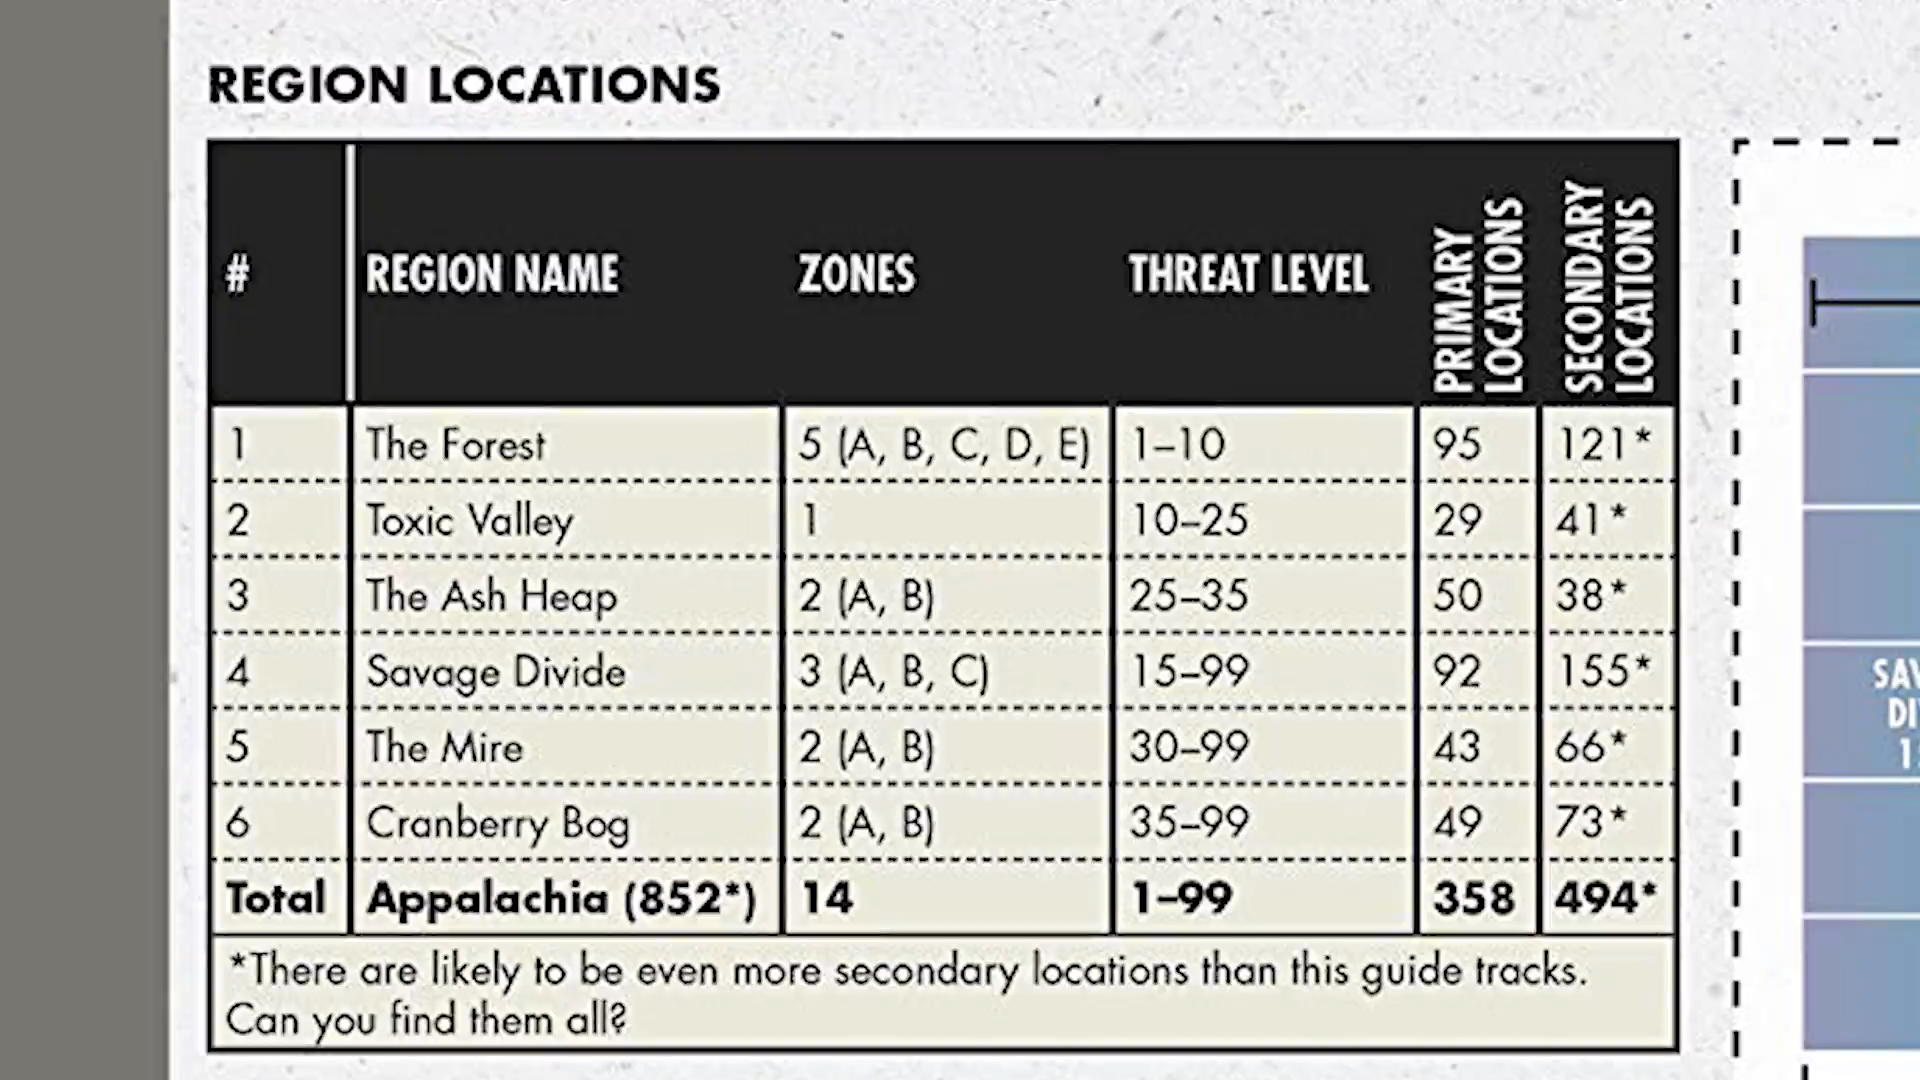 REGION LOCATIONS
# REGION NAME ZONES THREAT LEVEL PRIMARY LOCATIONS SECONDARY LOCATIONS
1 The Forest 5 (A, B, C, D, E) 1–10 95 121*
2 Toxic Valley 1 10–25 29 41*
3 The Ash Heap 2 (A, B) 25–35 50 38*
4 Savage Divide 3 (A, B, C) 15–99 92 155*
5 The Mire 2 (A, B) 30–99 43 66*
6 Cranberry Bog 2 (A, B) 35–99 49 73*
Total Appalachia (852*) 14 1–99 358 494*
*There are likely to be even more secondary locations than this guide tracks.
Can you find them all?
SAV
DI